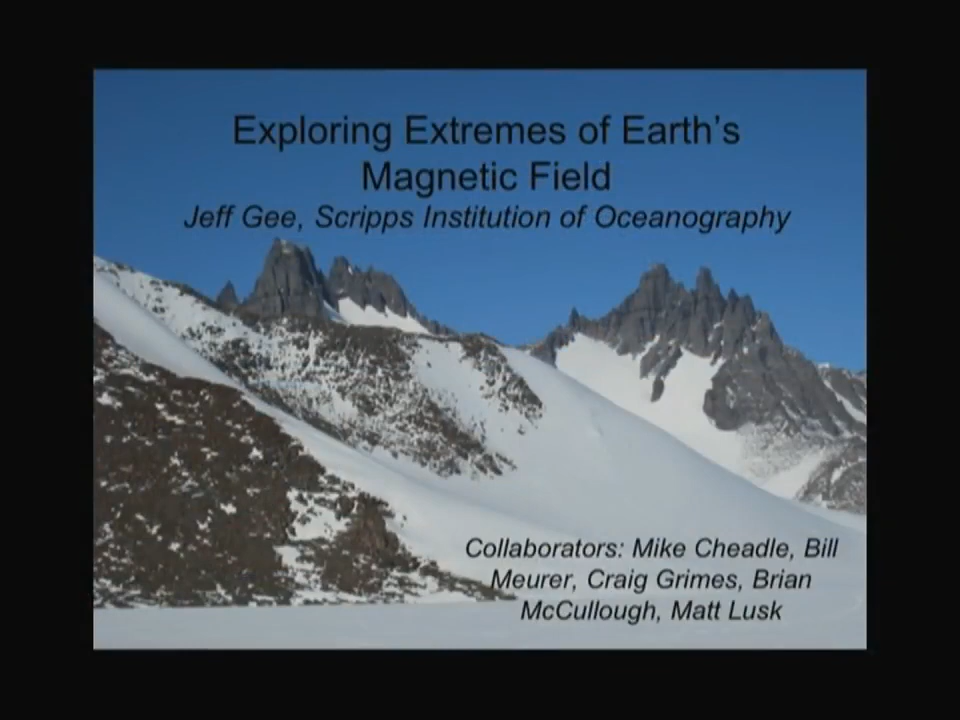 Exploring Extremes of Earth's
Magnetic Field
Jeff Gee, Scripps Institution of Oceanography
Collaborators: Mike Cheadle, Bill
Meurer, Craig Grimes, Brian
McCullough, Matt Lusk